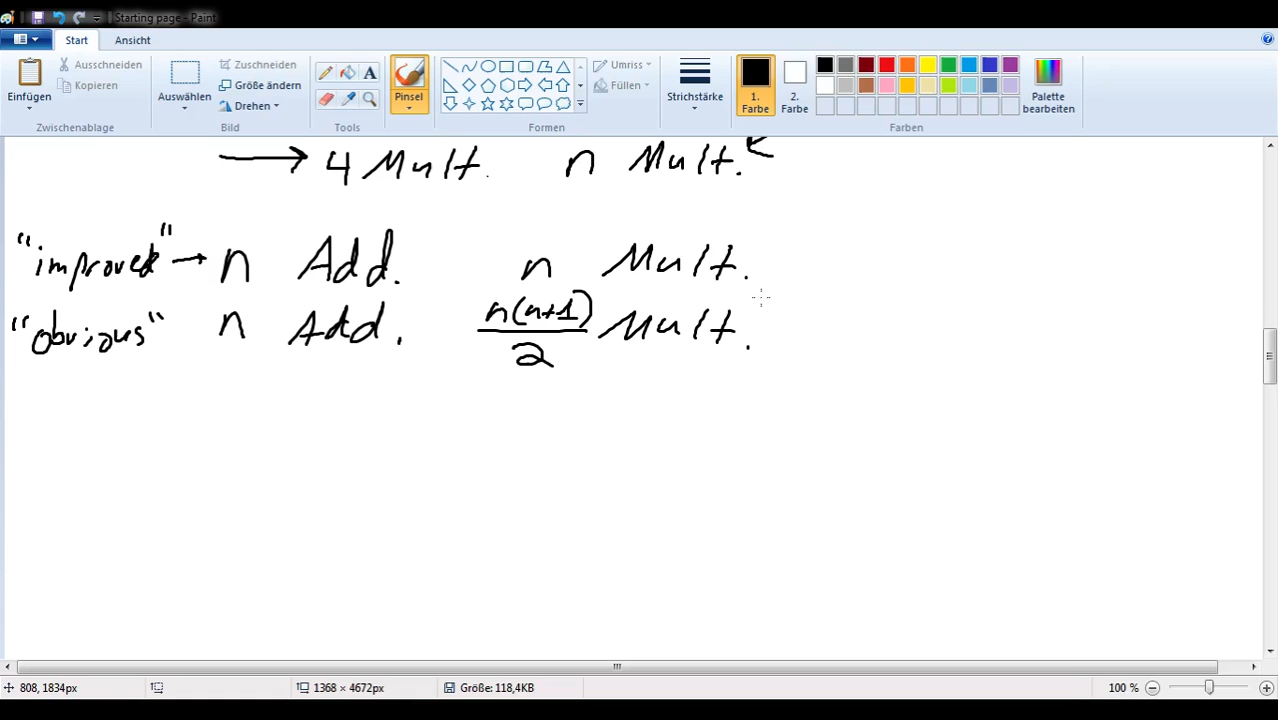 Starting page - Paint
Start Ansicht
Einfügen
Ausschneiden
Kopieren
Zwischenablage
Auswählen
Zuschneiden
Größe ändern
Drehen
Bild
A
Tools
Pinsel
Umriss
Füllen
Formen
Strichstärke
1.
Farbe
2.
Farbe
Palette
bearbeiten
Farben
→ 4 Mult. n Mult.
"improved" → n Add. n Mult.
"obvious" n Add. n(n+1)/2 Mult.
808, 1834px
1368 × 4672px
Größe: 118,4KB
100 %